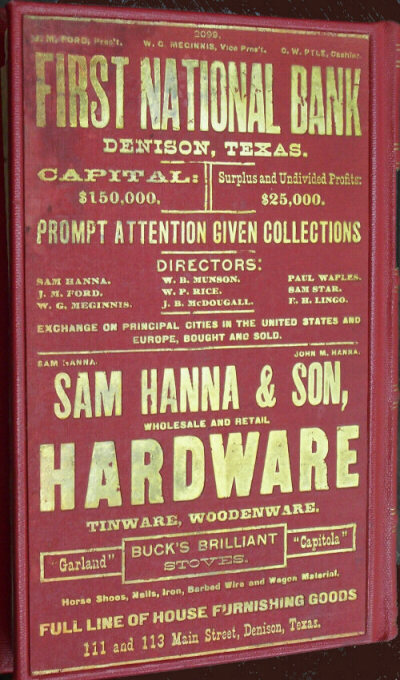 2099.
J. M. FORD, Pres't. W. G. MEGINNIS, Vice Pres't. C. W. PYLE, Cashier.
FIRST NATIONAL BANK
DENISON, TEXAS.
CAPITAL: Surplus and Undivided Profits:
$150,000. $25,000.
PROMPT ATTENTION GIVEN COLLECTIONS
DIRECTORS:
SAM HANNA. W. B. MUNSON. PAUL WAPLES.
J. M. FORD. W. P. RICE. SAM STAR.
W. G. MEGINNIS. J. B. McDOUGALL. F. H. LINGO.
EXCHANGE ON PRINCIPAL CITIES IN THE UNITED STATES AND
EUROPE, BOUGHT AND SOLD.
SAM HANNA. JOHN M. HANNA.
SAM HANNA & SON,
WHOLESALE AND RETAIL
HARDWARE
TINWARE, WOODENWARE.
"Garland" BUCK'S BRILLIANT "Capitola"
STOVES.
Horse Shoes, Nails, Iron, Barbed Wire and Wagon Material.
FULL LINE OF HOUSE FURNISHING GOODS
111 and 113 Main Street, Denison, Texas.